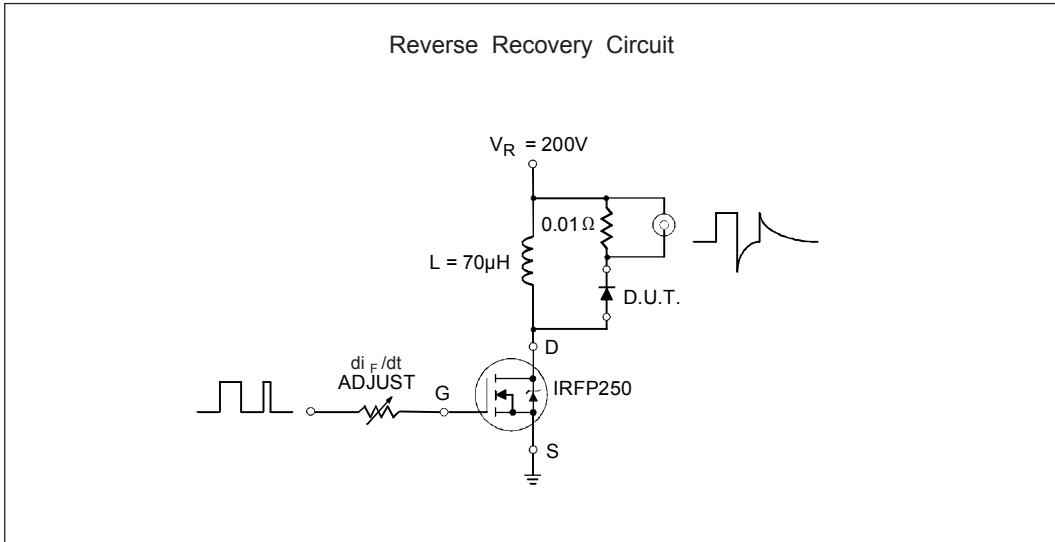 Reverse Recovery Circuit
V_R = 200V
0.01 Ω
L = 70µH
D.U.T.
D
di_F/dt
ADJUST
G
IRFP250
S